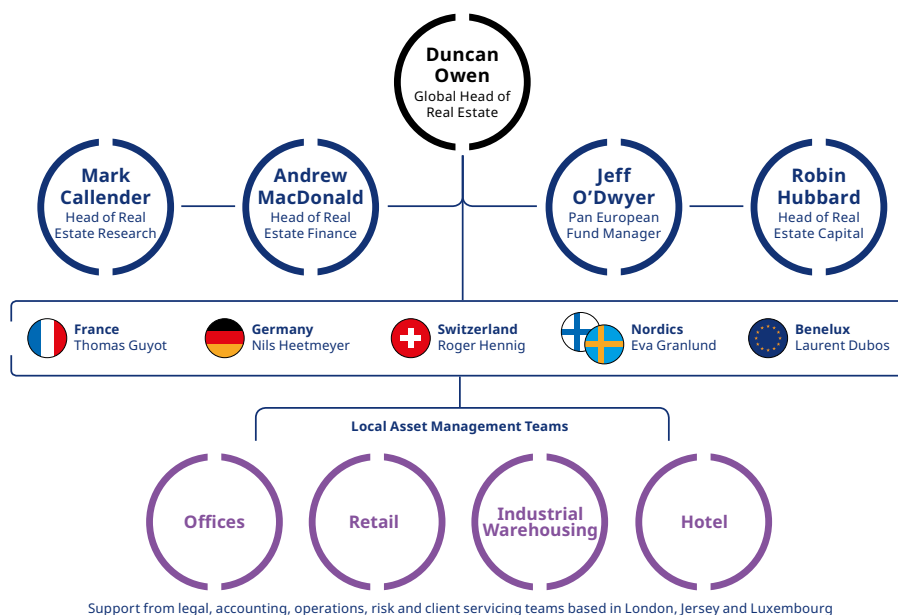 Duncan
Owen
Global Head of
Real Estate
Mark
Callender
Head of Real
Estate Research
Andrew
MacDonald
Head of Real
Estate Finance
Jeff
O’Dwyer
Pan European
Fund Manager
Robin
Hubbard
Head of Real
Estate Capital
France
Thomas Guyot
Germany
Nils Heetmeyer
Switzerland
Roger Hennig
Nordics
Eva Granlund
Benelux
Laurent Dubos
Local Asset Management Teams
Offices
Retail
Industrial
Warehousing
Hotel
Support from legal, accounting, operations, risk and client servicing teams based in London, Jersey and Luxembourg